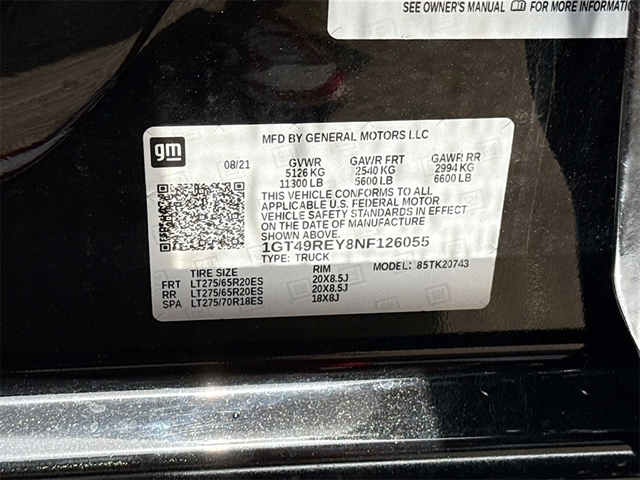 SEE OWNER'S MANUAL FOR MORE INFORMATIO
gm
MFD BY GENERAL MOTORS LLC
08/21 GVWR GAWR FRT GAWR RR
5126 KG 2540 KG 2994 KG
11300 LB 5600 LB 6600 LB
THIS VEHICLE CONFORMS TO ALL
APPLICABLE U.S. FEDERAL MOTOR
VEHICLE SAFETY STANDARDS IN EFFECT
ON THE DATE OF MANUFACTURE
SHOWN ABOVE.
1GT49REY8NF126055
TYPE: TRUCK MODEL: 85TK20743
TIRE SIZE RIM
FRT LT275/65R20ES 20X8.5J
RR LT275/65R20ES 20X8.5J
SPA LT275/70R18ES 18X8J